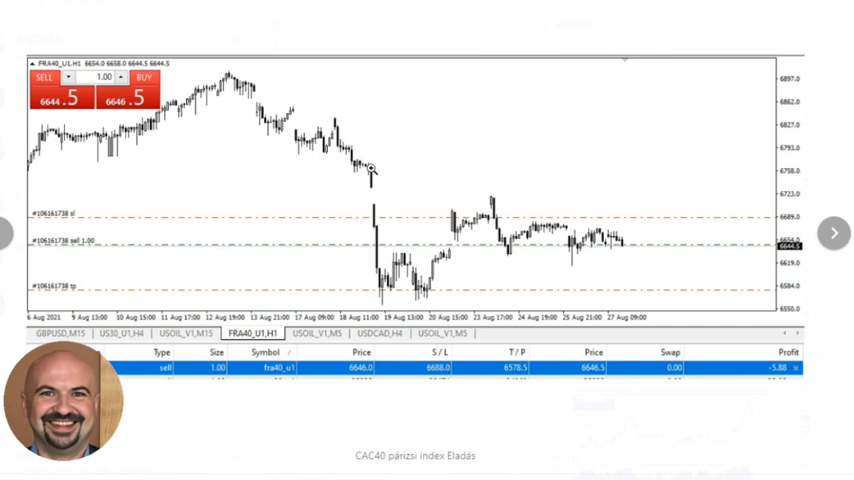 FRA40_U1,H1 6654.0 6658.0 6644.5 6644.5
SELL 1.00 BUY
6644.5 6646.5
6897.0
6862.0
6827.0
6793.0
6758.0
6723.0
#106161738 sl
6689.0
#106161738 sell 1.00
6654.0
6644.5
6619.0
#106161738 tp
6584.0
6550.0
6 Aug 2021 9 Aug 13:00 10 Aug 15:00 11 Aug 17:00 12 Aug 19:00 13 Aug 21:00 17 Aug 09:00 18 Aug 11:00 19 Aug 13:00 20 Aug 15:00 23 Aug 17:00 24 Aug 19:00 25 Aug 21:00 27 Aug 09:00
GBPUSD,M15 US30_U1,H4 USOIL_V1,M15 FRA40_U1,H1 USOIL_V1,M5 USDCAD,H4 USOIL_V1,M5
Type Size Symbol / Price S / L T / P Price Swap Profit
sell 1.00 fra40_u1 6646.0 6688.0 6578.5 6646.5 0.00 -5.88 ×
CAC40 párizsi index Eladás